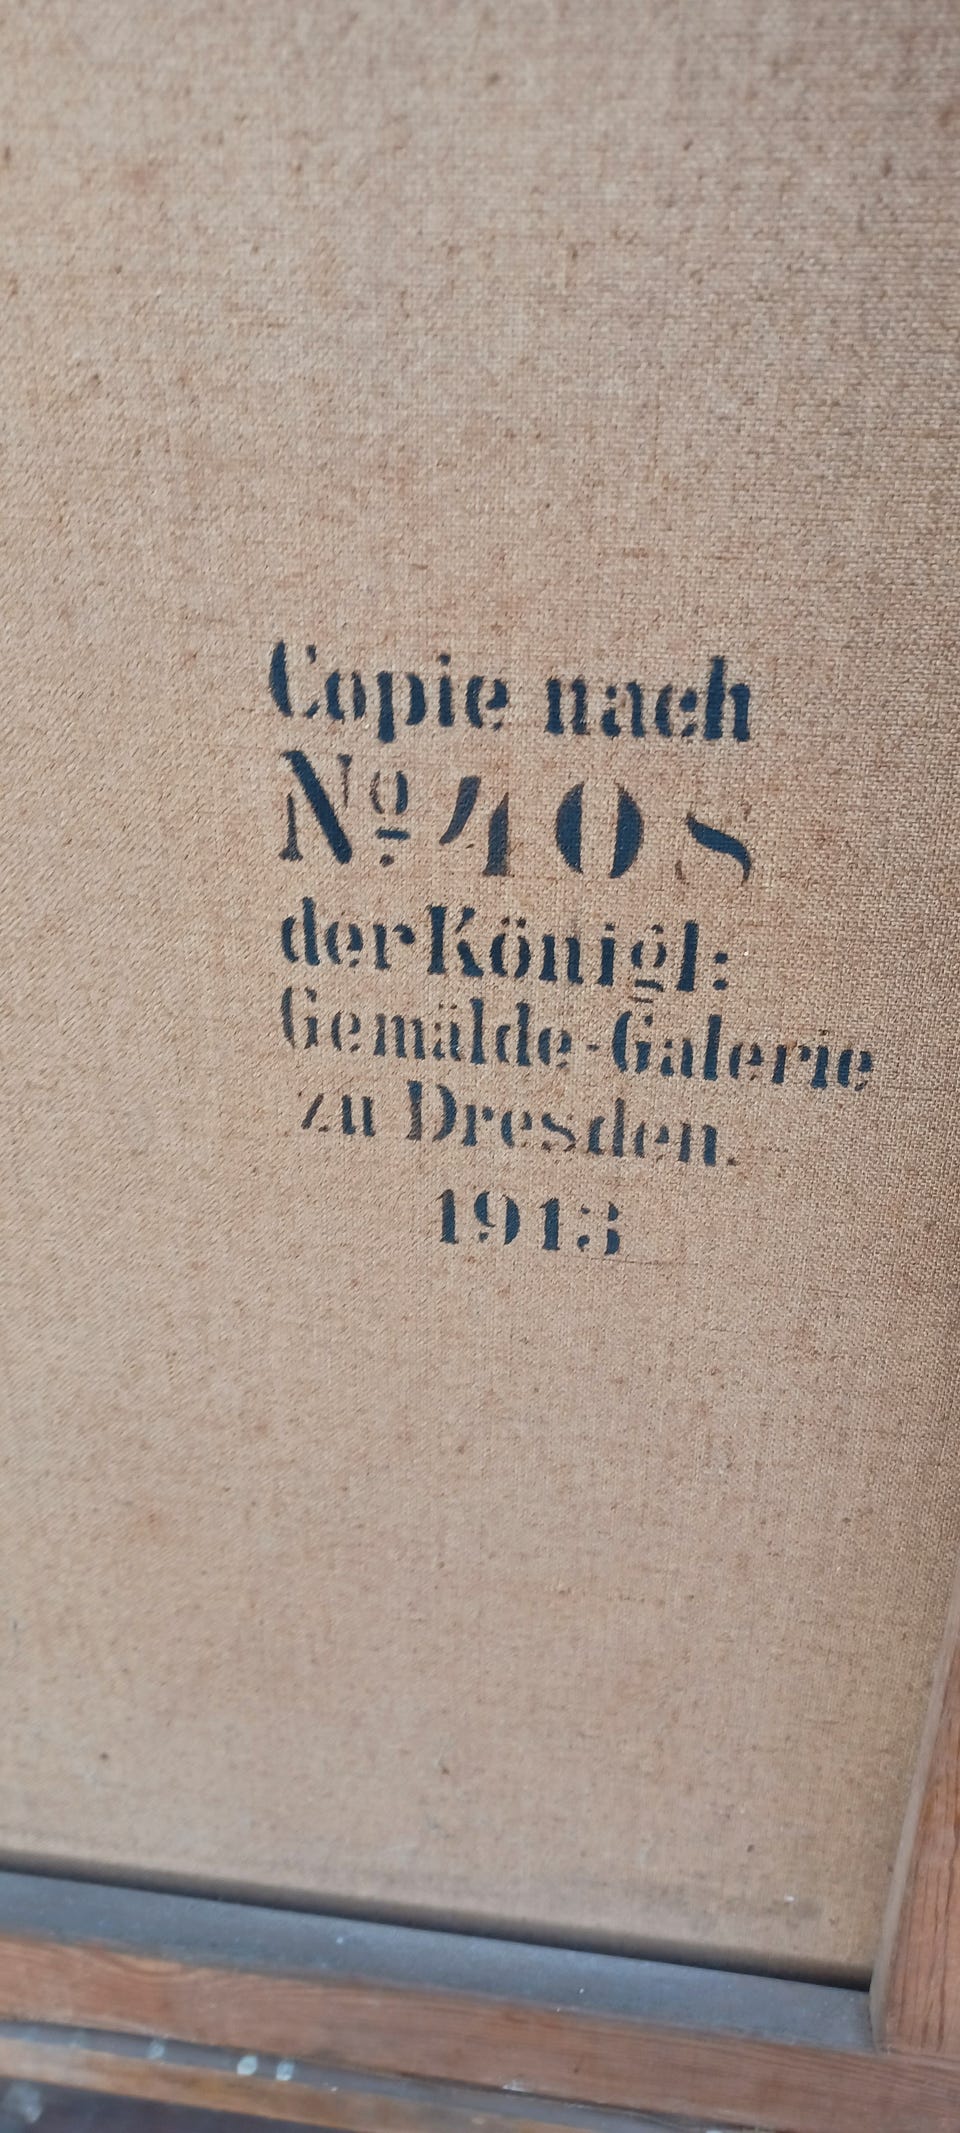 Copie nach
Nº 408
der Königl:
Gemälde-Galerie
zu Dresden.
1913